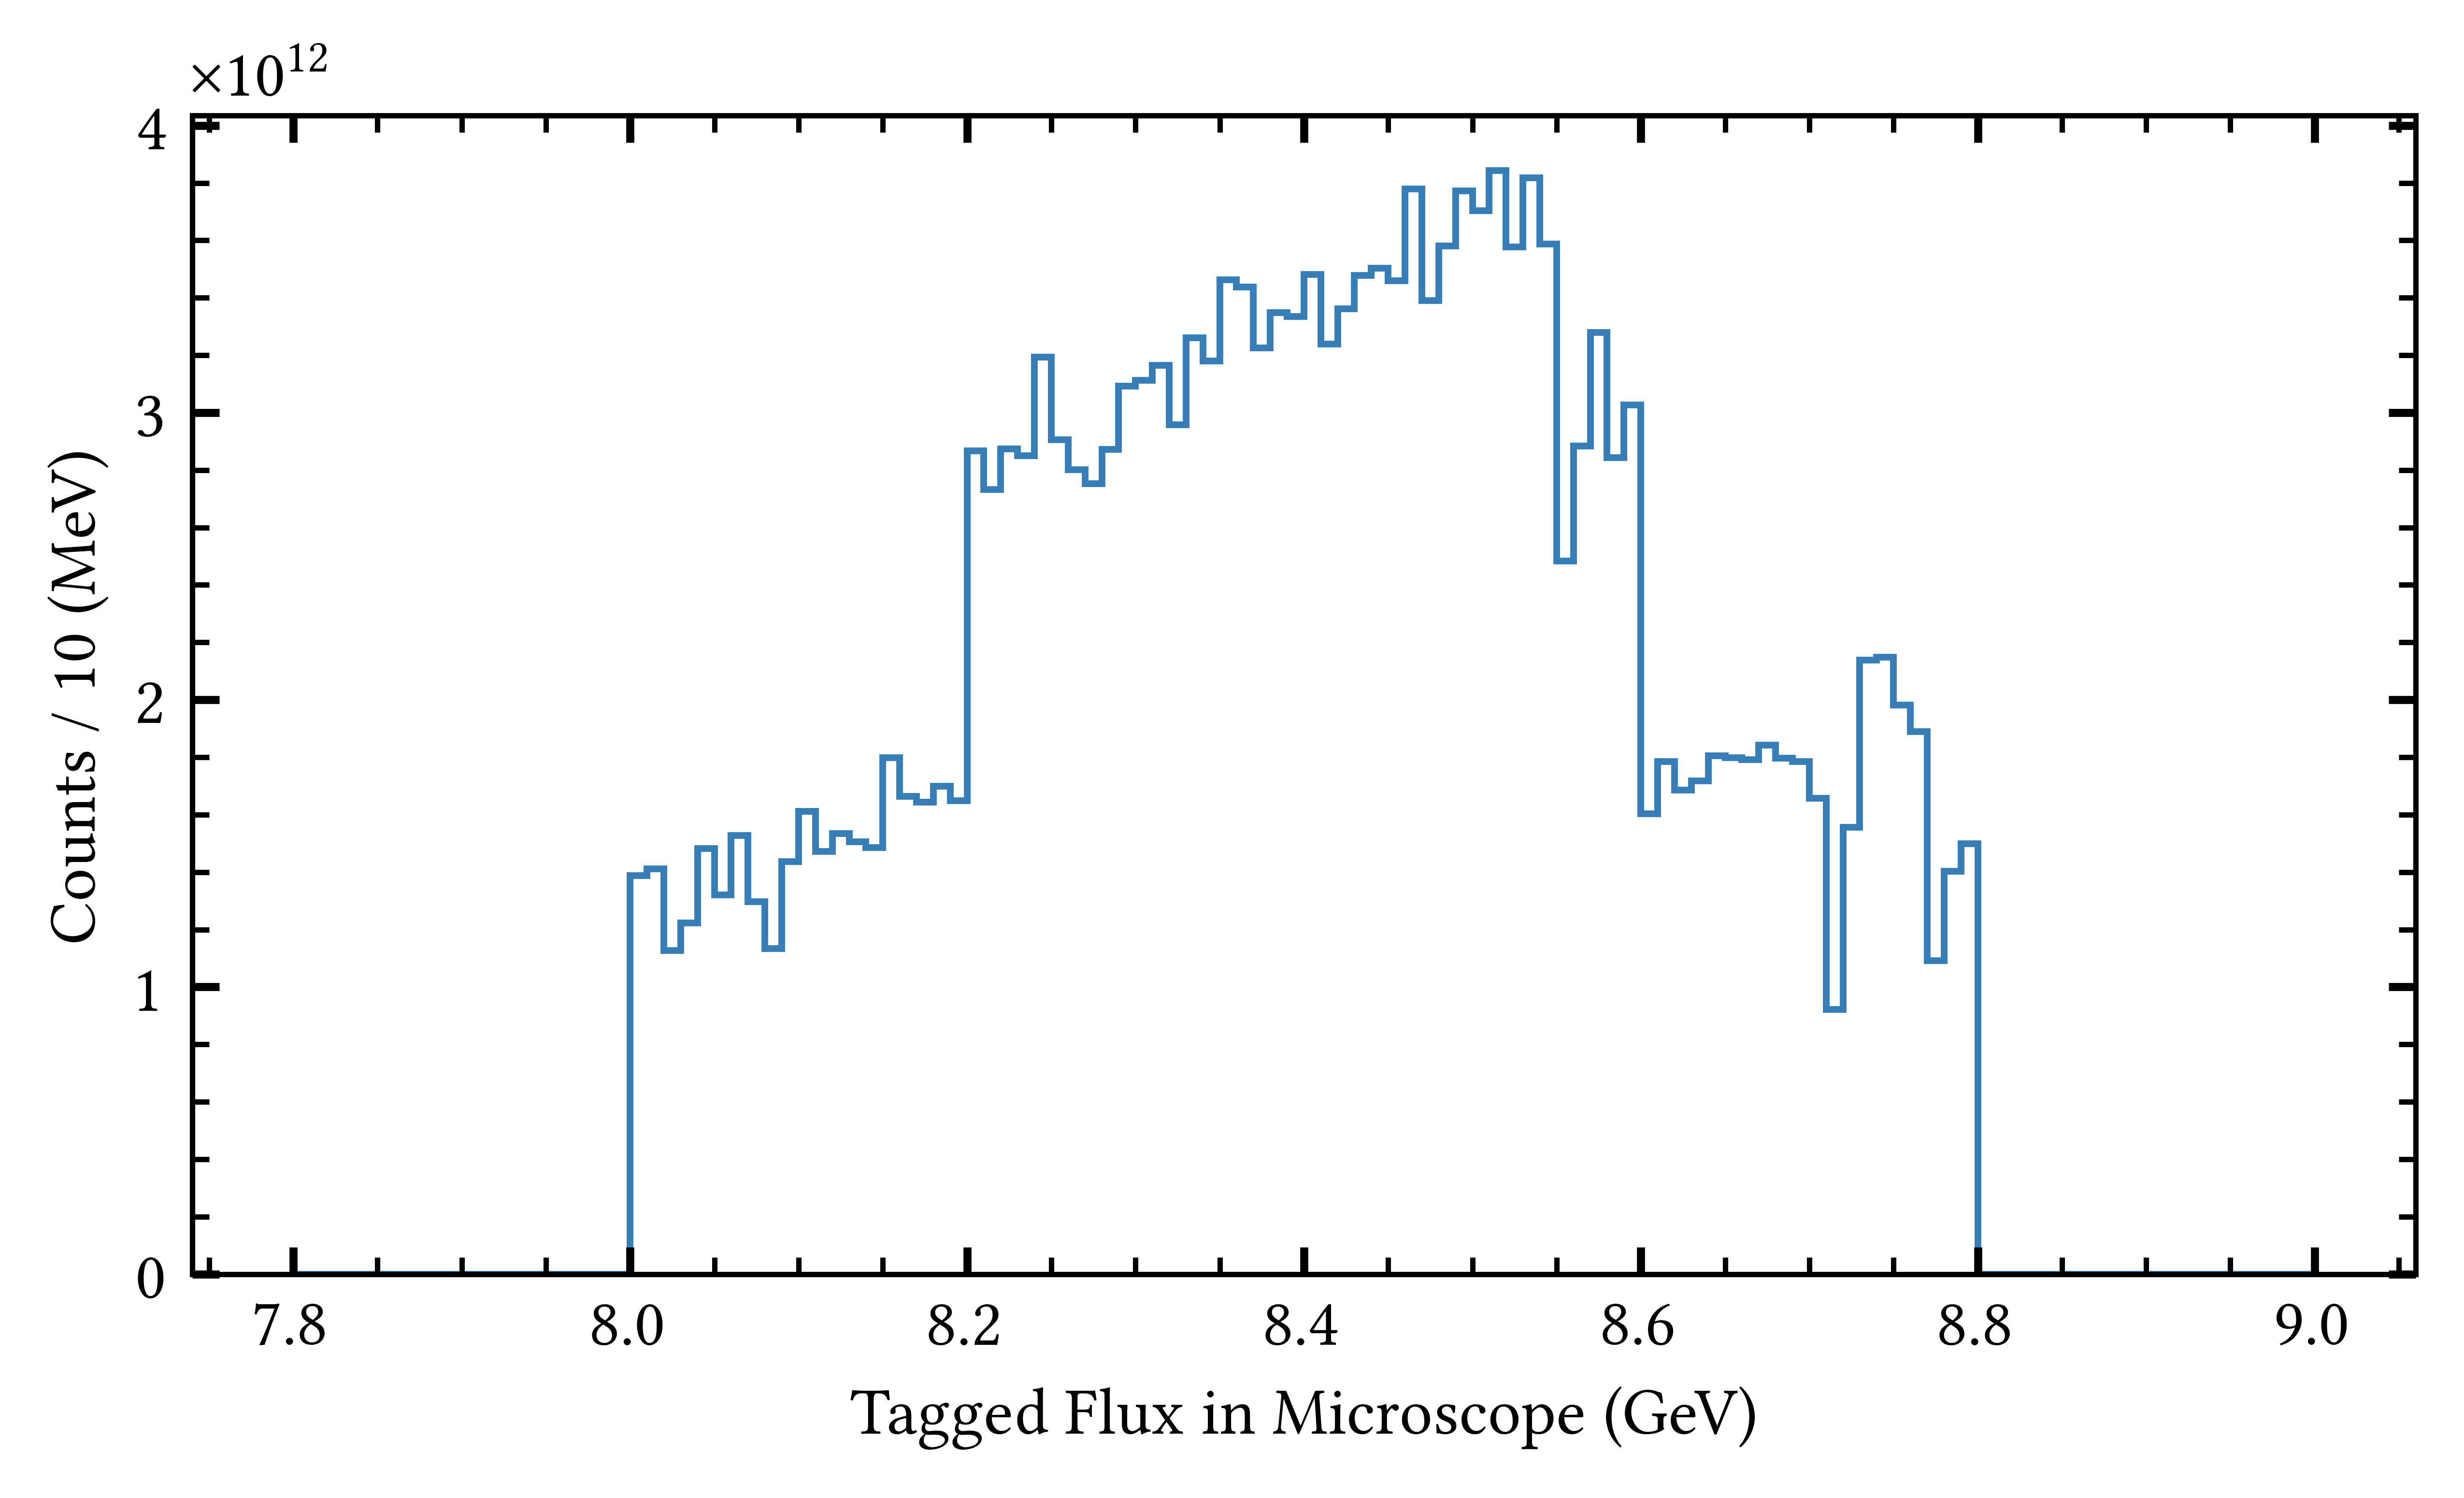 ×10¹²
4
3
2
1
0
Counts / 10 (MeV)
7.8 8.0 8.2 8.4 8.6 8.8 9.0
Tagged Flux in Microscope (GeV)